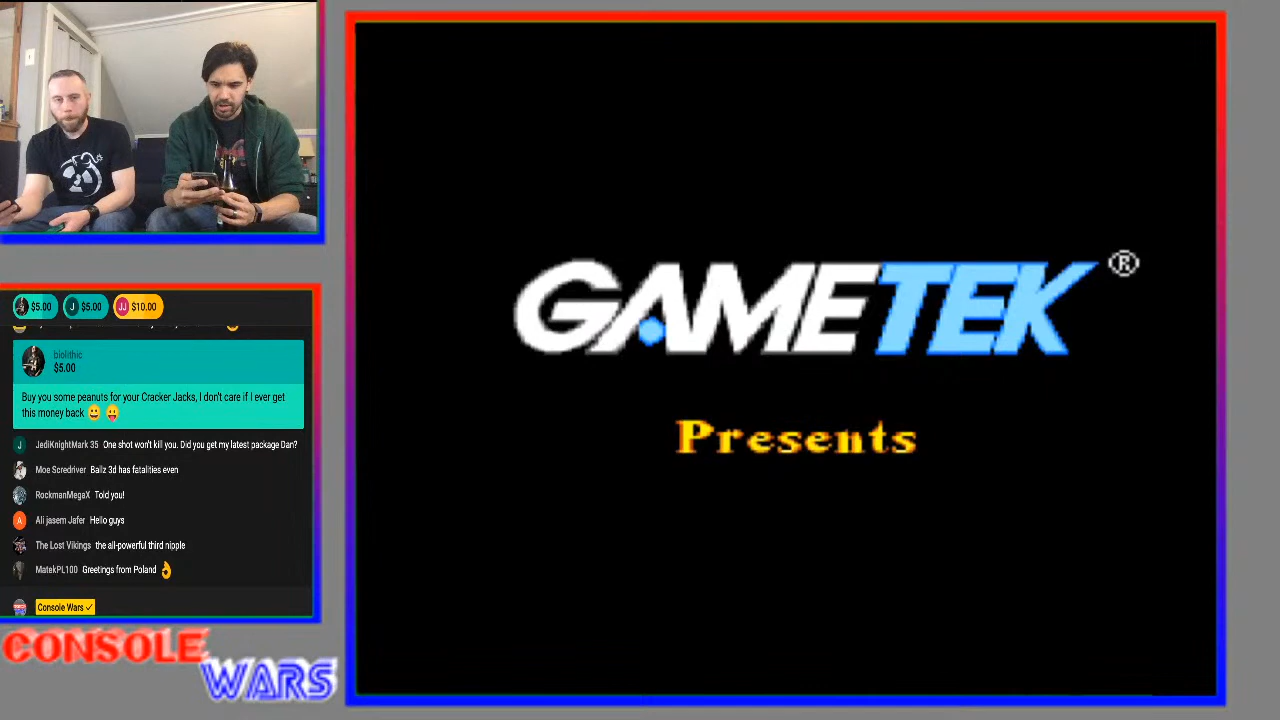 $5.00
J $5.00
JJ $10.00
biolithic
$5.00
Buy you some peanuts for your Cracker Jacks, I don't care if I ever get
this money back 😀 😛
J JediKnightMark 35 One shot won't kill you. Did you get my latest package Dan?
Moe Scredriver Ballz 3d has fatalities even
RockmanMegaX Told you!
A Ali jasem Jafer Hello guys
The Lost Vikings the all-powerful third nipple
MatekPL100 Greetings from Poland 👌
Console Wars ✓
CONSOLE
WARS
GAMETEK ®
Presents